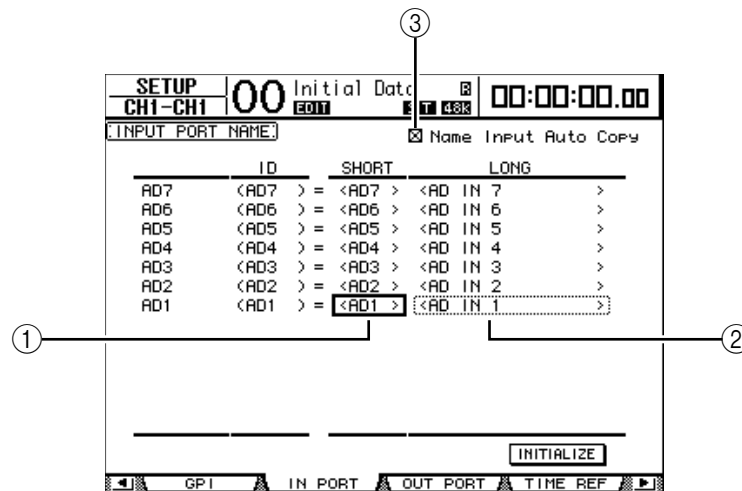 ③
SETUP 00 Initial Data R 00:00:00.00
CH1-CH1 EDIT ST 48k
INPUT PORT NAME: ☒ Name Input Auto Copy
ID SHORT LONG
AD7 (AD7 ) = <AD7 > <AD IN 7 >
AD6 (AD6 ) = <AD6 > <AD IN 6 >
AD5 (AD5 ) = <AD5 > <AD IN 5 >
AD4 (AD4 ) = <AD4 > <AD IN 4 >
AD3 (AD3 ) = <AD3 > <AD IN 3 >
AD2 (AD2 ) = <AD2 > <AD IN 2 >
AD1 (AD1 ) = <AD1 > <AD IN 1 >
① ②
INITIALIZE
GPI IN PORT OUT PORT TIME REF